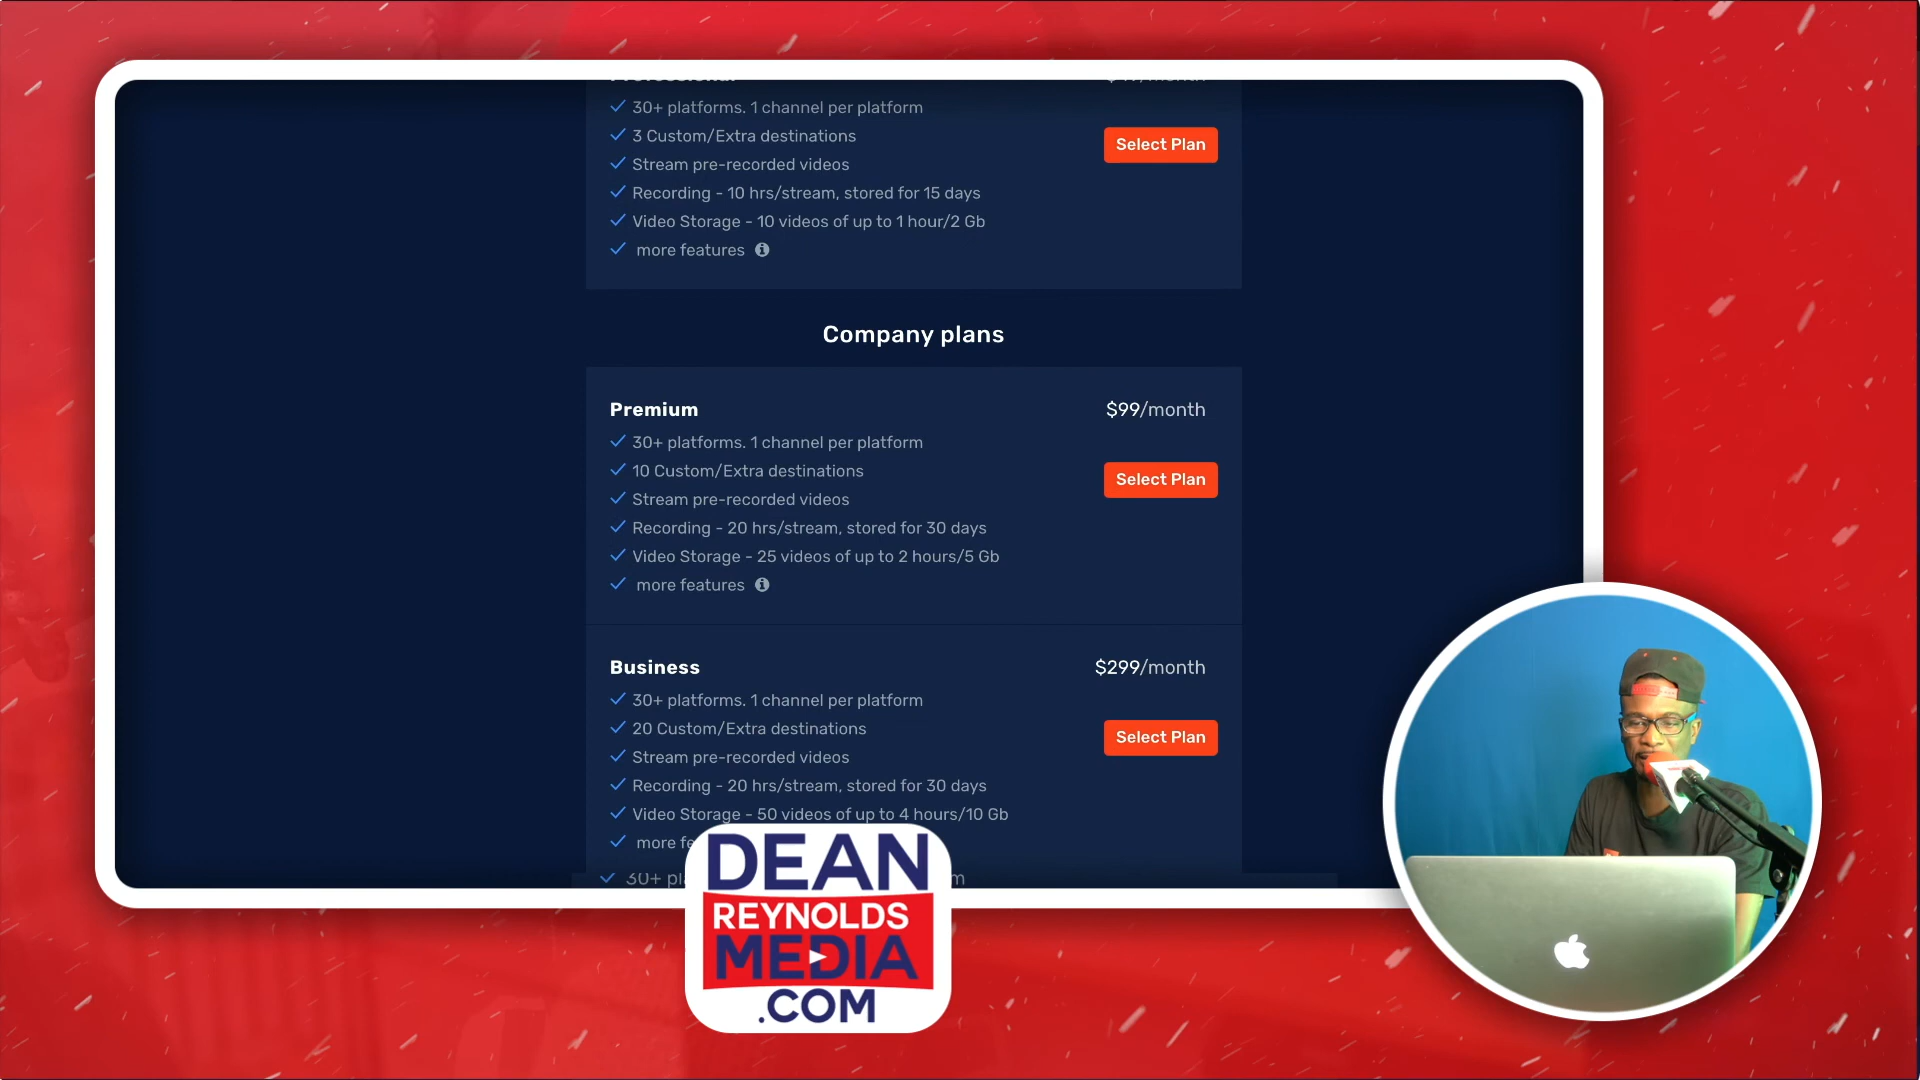 Professional
30+ platforms. 1 channel per platform
3 Custom/Extra destinations
Select Plan
Stream pre-recorded videos
Recording - 10 hrs/stream, stored for 15 days
Video Storage - 10 videos of up to 1 hour/2 Gb
more features
Company plans
Premium $99/month
30+ platforms. 1 channel per platform
10 Custom/Extra destinations
Select Plan
Stream pre-recorded videos
Recording - 20 hrs/stream, stored for 30 days
Video Storage - 25 videos of up to 2 hours/5 Gb
more features
Business $299/month
30+ platforms. 1 channel per platform
20 Custom/Extra destinations
Select Plan
Stream pre-recorded videos
Recording - 20 hrs/stream, stored for 30 days
Video Storage - 50 videos of up to 4 hours/10 Gb
more
30+
DEAN
REYNOLDS
MEDIA
.COM